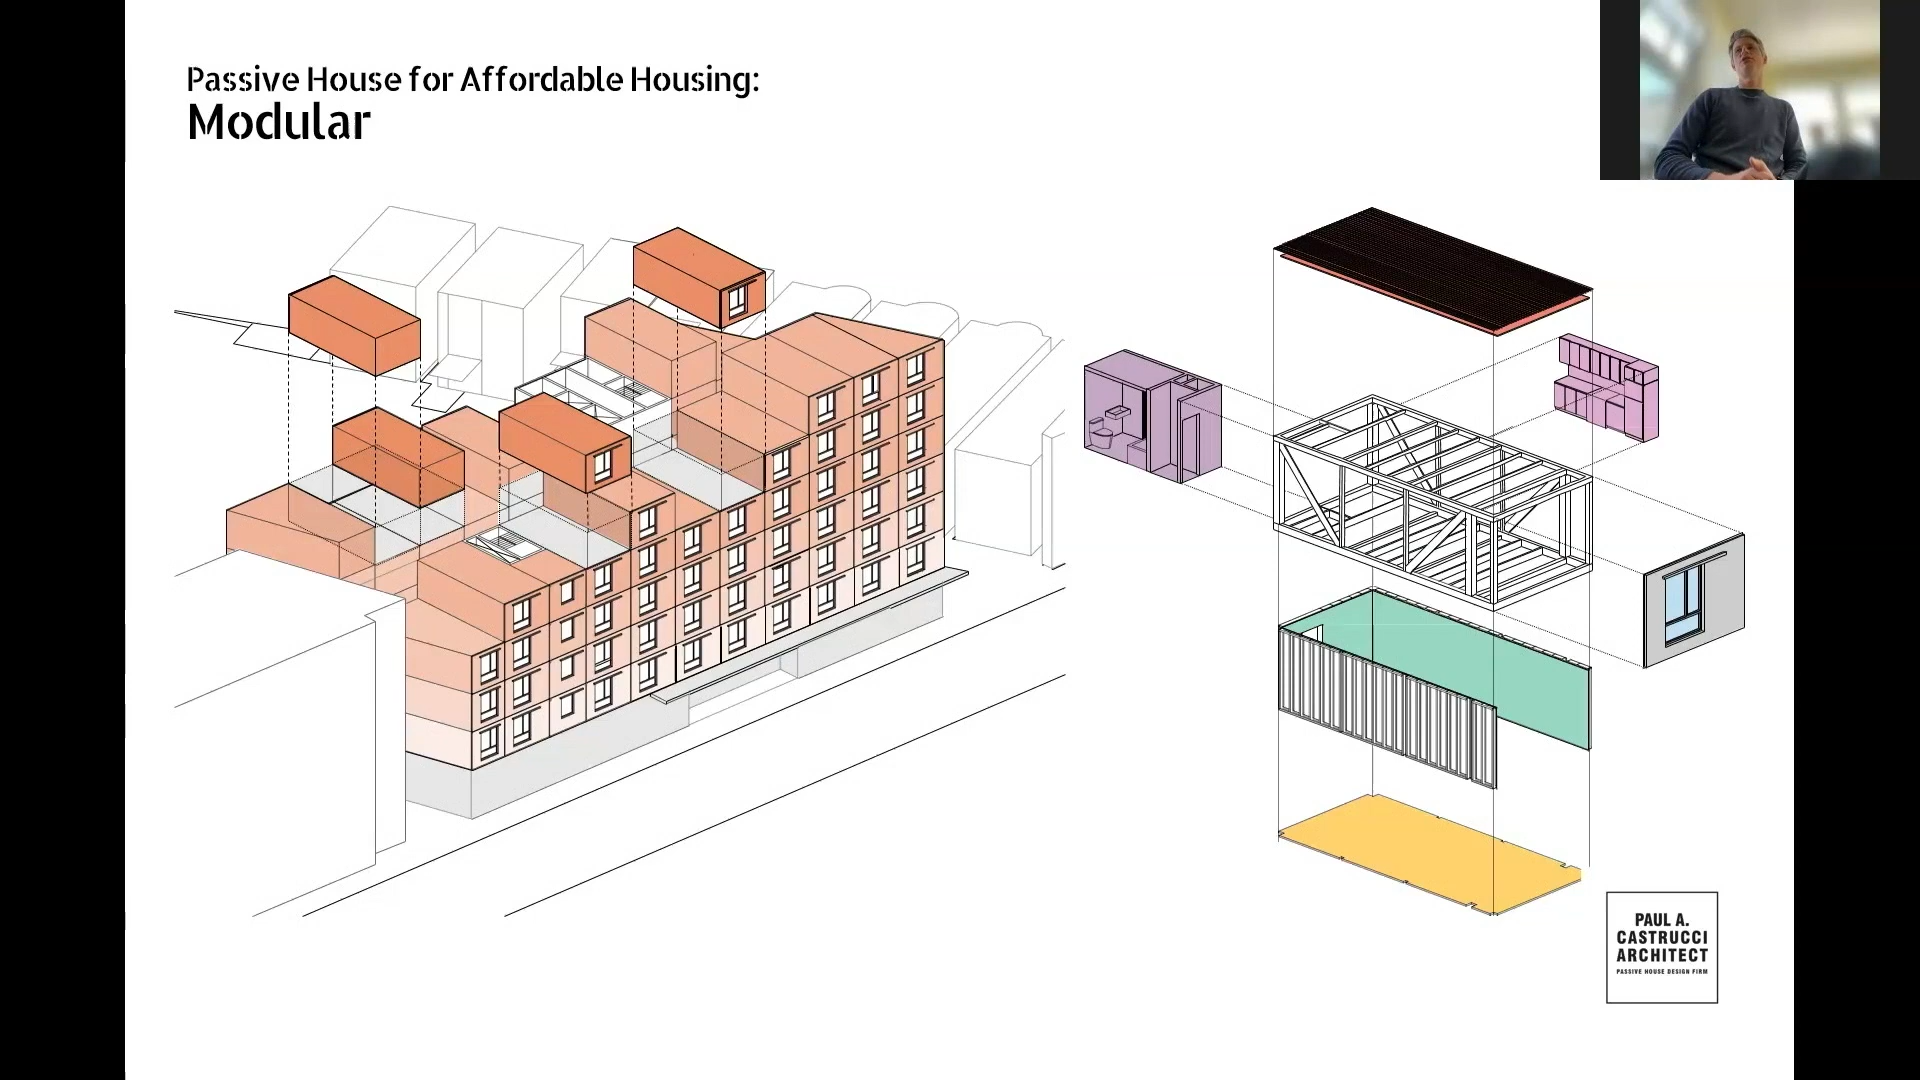 Passive House for Affordable Housing:
Modular
PAUL A.
CASTRUCCI
ARCHITECT
PASSIVE HOUSE DESIGN FIRM